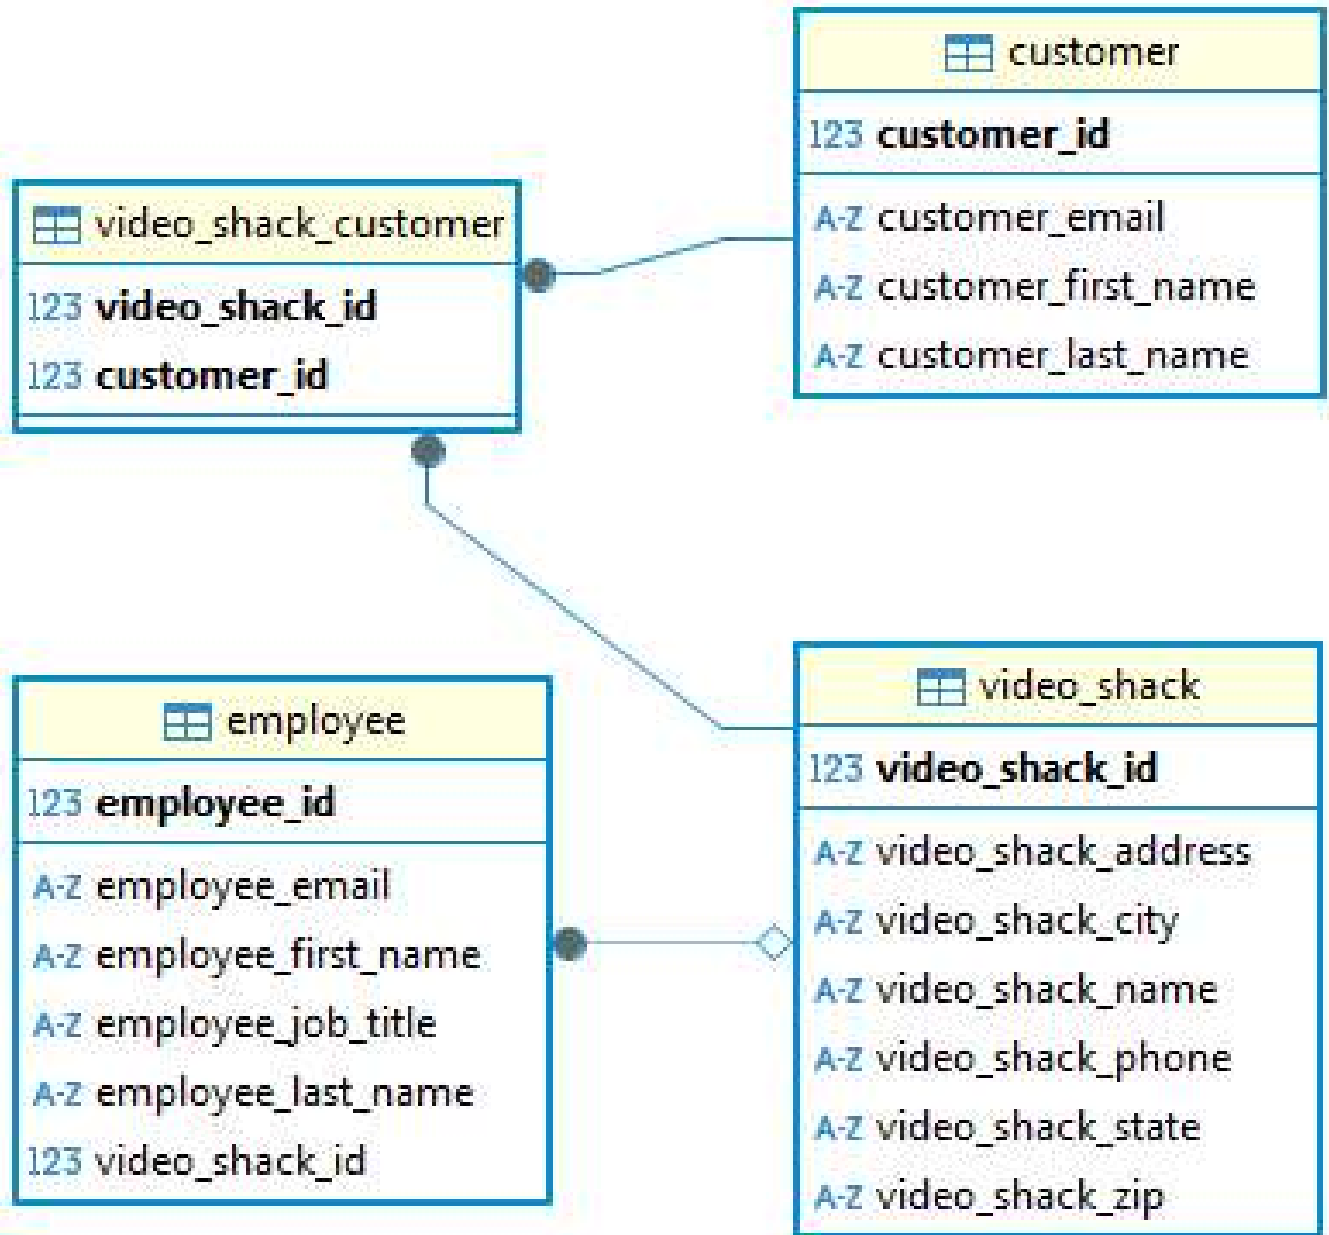 customer
123 customer_id
A-Z customer_email
A-Z customer_first_name
A-Z customer_last_name
video_shack_customer
123 video_shack_id
123 customer_id
employee
123 employee_id
A-Z employee_email
A-Z employee_first_name
A-Z employee_job_title
A-Z employee_last_name
123 video_shack_id
video_shack
123 video_shack_id
A-Z video_shack_address
A-Z video_shack_city
A-Z video_shack_name
A-Z video_shack_phone
A-Z video_shack_state
A-Z video_shack_zip